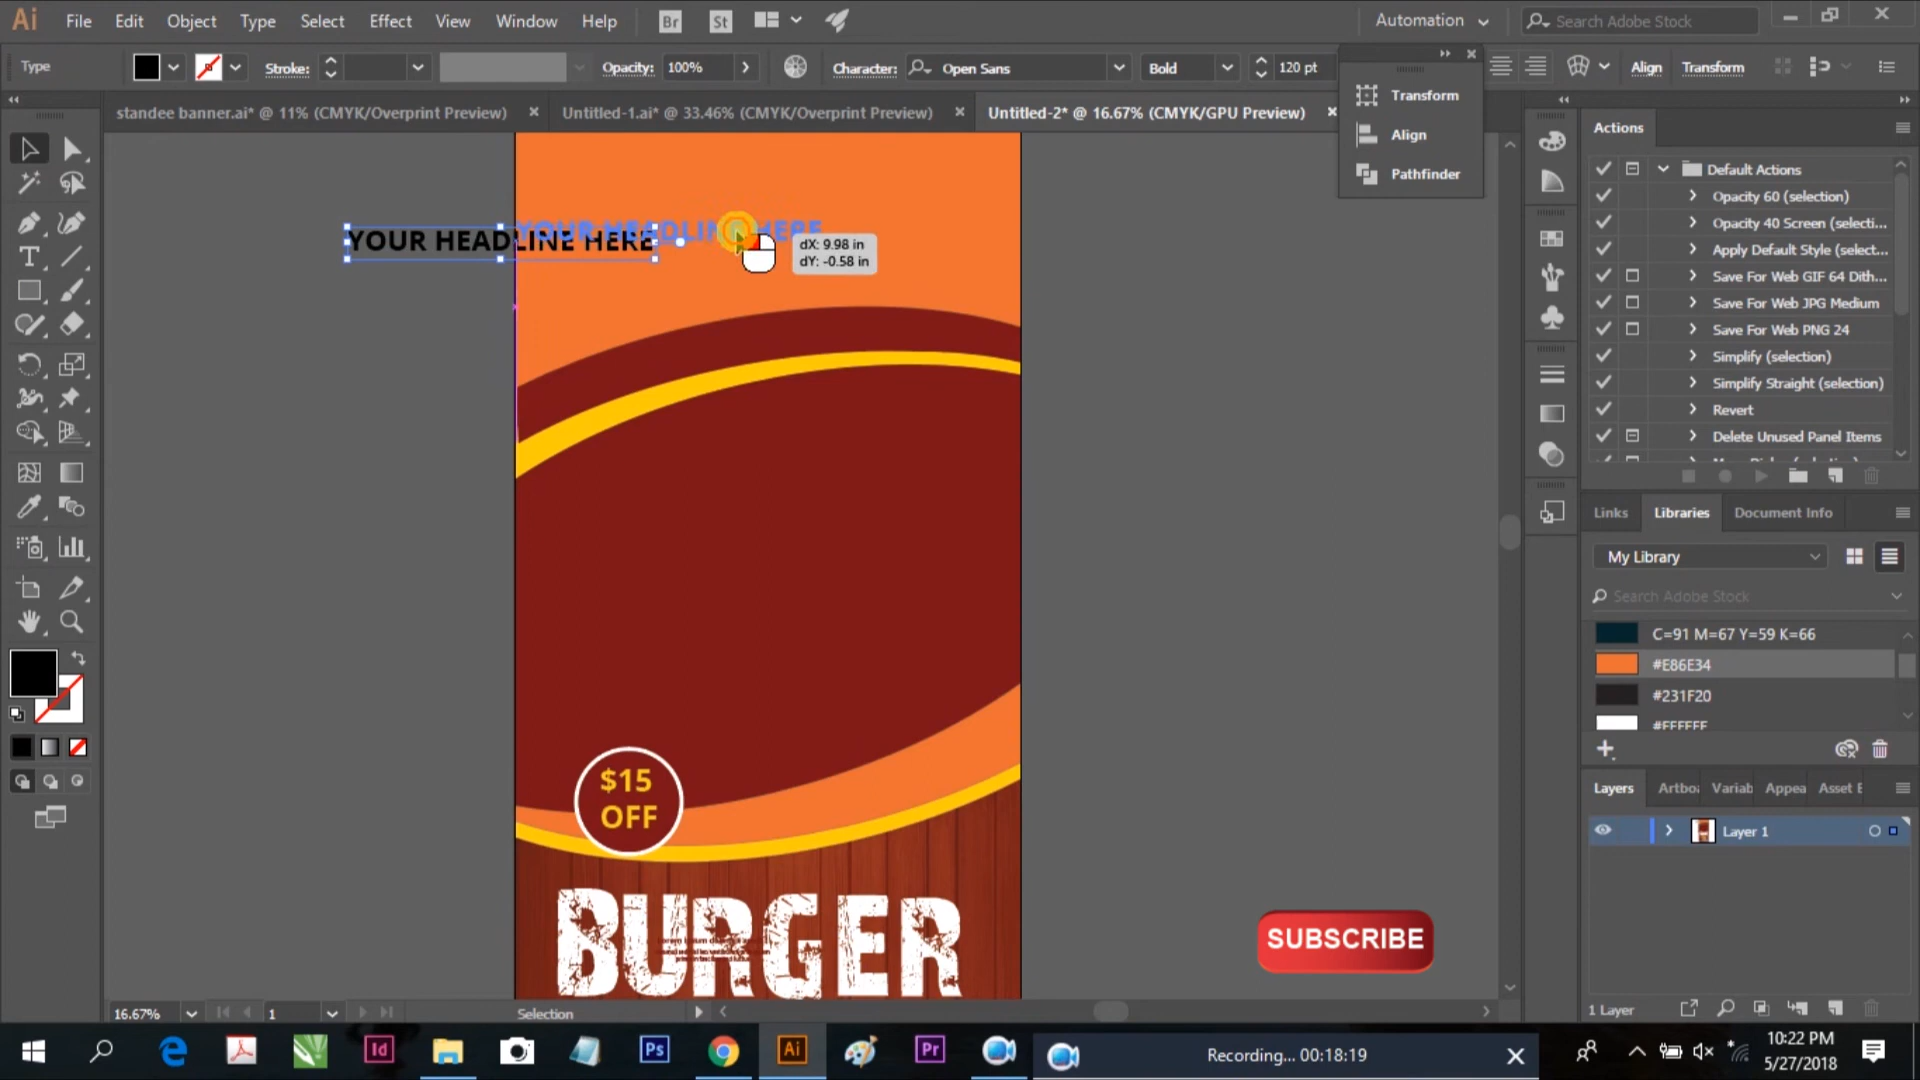 Ai File Edit Object Type Select Effect View Window Help Br St Automation Search Adobe Stock
Type Stroke: Opacity: 100% Character: Open Sans Bold 120 pt Align Transform
standee banner.ai* @ 11% (CMYK/Overprint Preview) Untitled-1.ai* @ 33.46% (CMYK/Overprint Preview) Untitled-2* @ 16.67% (CMYK/GPU Preview)
Transform
Align
Pathfinder
YOUR HEADLINE HERE
YOUR HEADLINE HERE
dX: 9.98 in
dY: -0.58 in
$15
OFF
BURGER
SUBSCRIBE
Actions
Default Actions
Opacity 60 (selection)
Opacity 40 Screen (selecti...
Apply Default Style (select...
Save For Web GIF 64 Dith...
Save For Web JPG Medium
Save For Web PNG 24
Simplify (selection)
Simplify Straight (selection)
Revert
Delete Unused Panel Items
Links Libraries Document Info
My Library
Search Adobe Stock
C=91 M=67 Y=59 K=66
#E86E34
#231F20
#FFFFFF
Layers Artbo Variab Appea Asset E
Layer 1
1 Layer
16.67% 1 Selection
Id Ps Ai Pr
Recording... 00:18:19
10:22 PM
5/27/2018